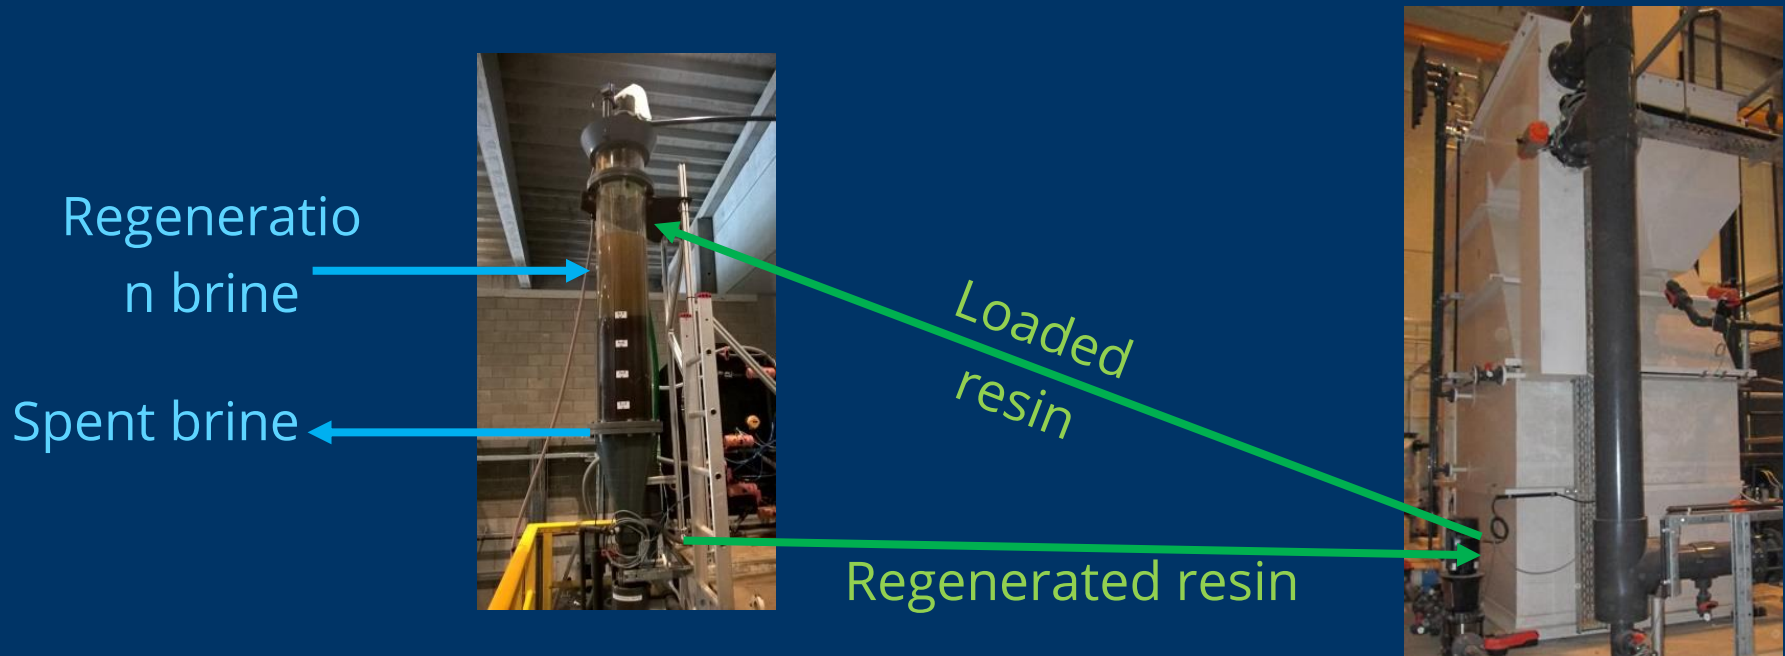 Regeneratio
n brine
Spent brine
Loaded
resin
Regenerated resin